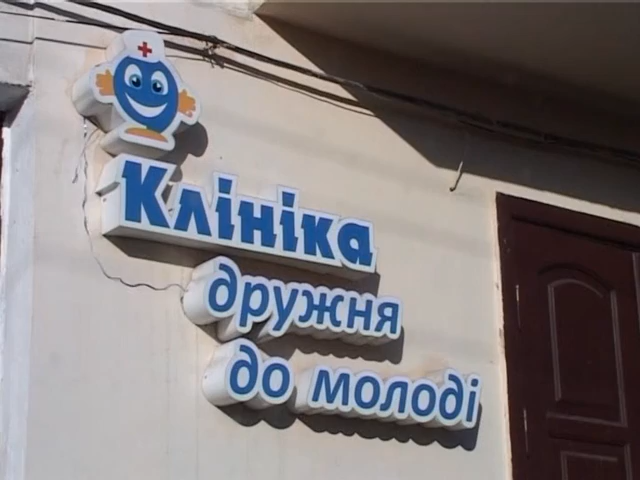 Клініка
дружня
до молоді